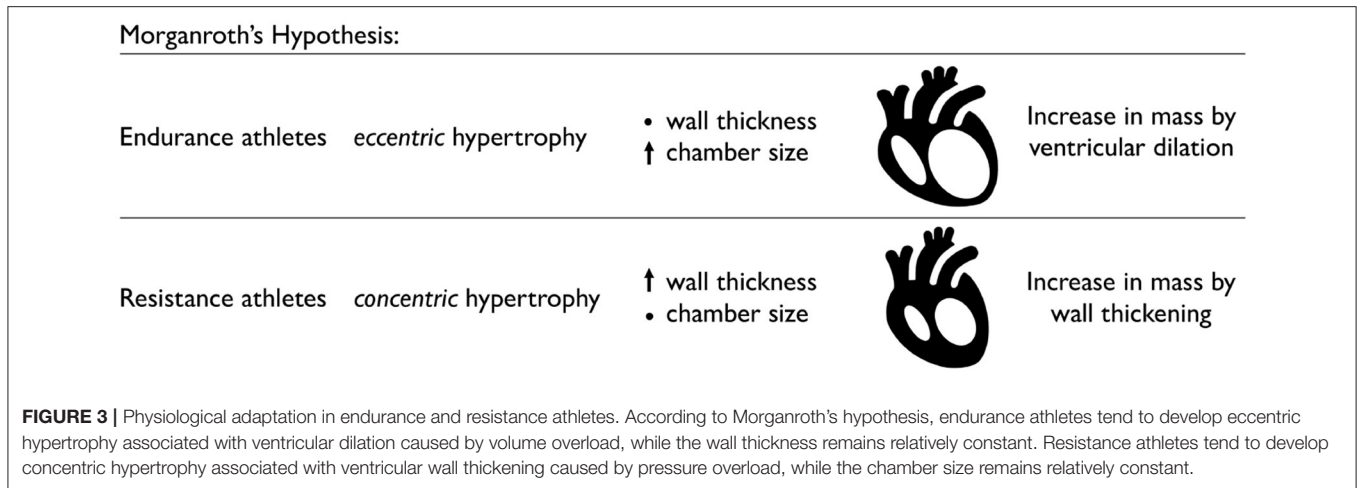 Morganroth's Hypothesis:
Endurance athletes eccentric hypertrophy
• wall thickness
↑ chamber size
Increase in mass by
ventricular dilation
Resistance athletes concentric hypertrophy
↑ wall thickness
• chamber size
Increase in mass by
wall thickening
FIGURE 3 | Physiological adaptation in endurance and resistance athletes. According to Morganroth's hypothesis, endurance athletes tend to develop eccentric
hypertrophy associated with ventricular dilation caused by volume overload, while the wall thickness remains relatively constant. Resistance athletes tend to develop
concentric hypertrophy associated with ventricular wall thickening caused by pressure overload, while the chamber size remains relatively constant.